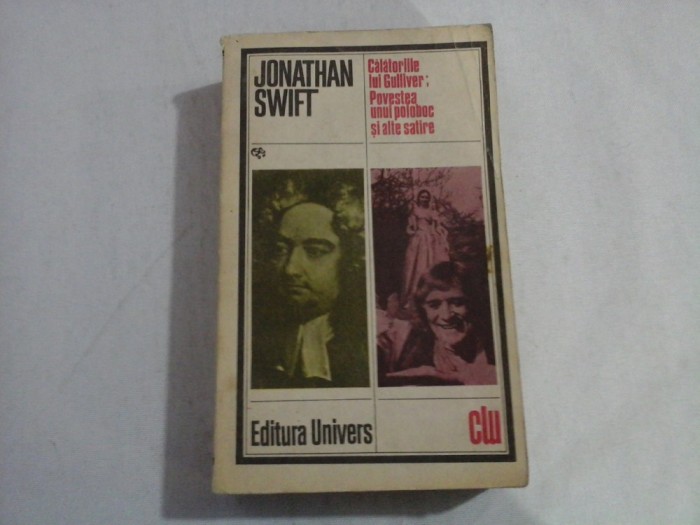 JONATHAN
SWIFT
Călătoriile
lui Gulliver;
Povestea
unui poloboc
și alte satire
Editura Univers
clu